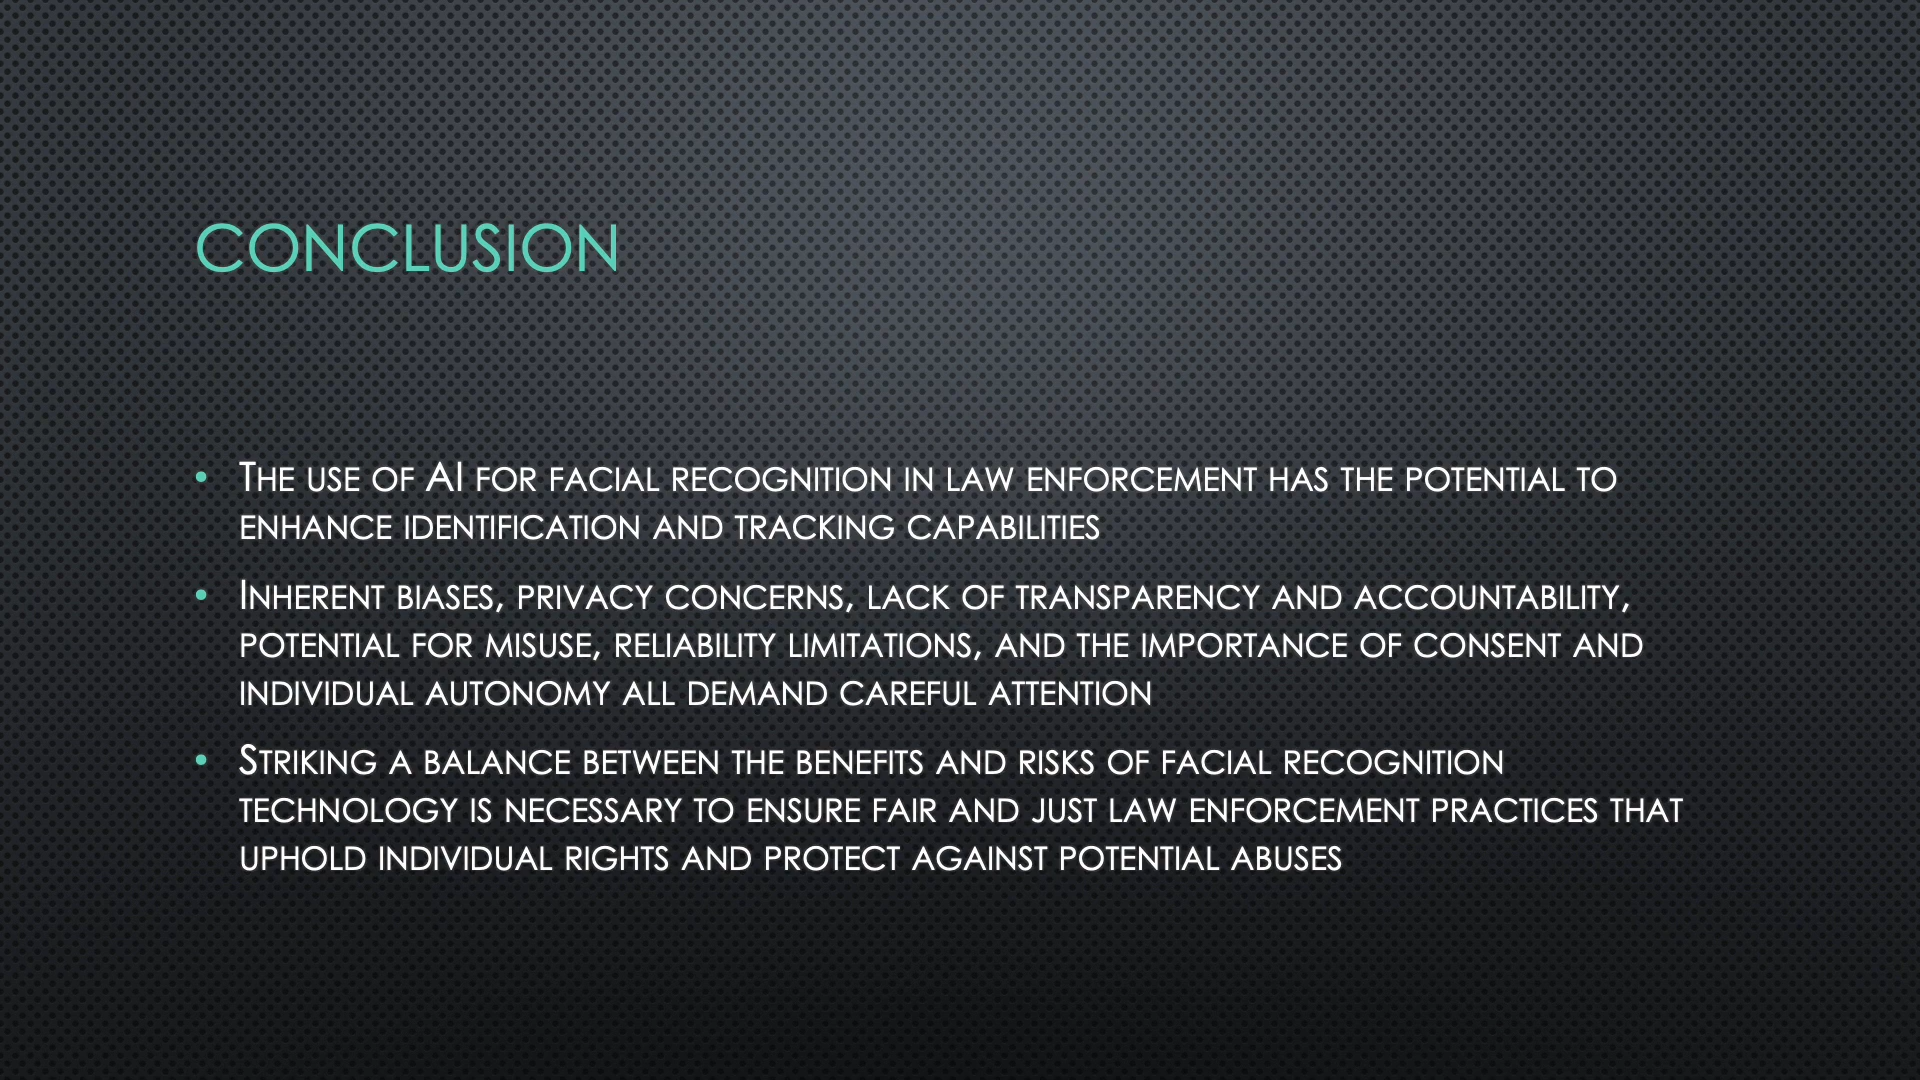 CONCLUSION
• The use of AI for facial recognition in law enforcement has the potential to
enhance identification and tracking capabilities
• Inherent biases, privacy concerns, lack of transparency and accountability,
potential for misuse, reliability limitations, and the importance of consent and
individual autonomy all demand careful attention
• Striking a balance between the benefits and risks of facial recognition
technology is necessary to ensure fair and just law enforcement practices that
uphold individual rights and protect against potential abuses